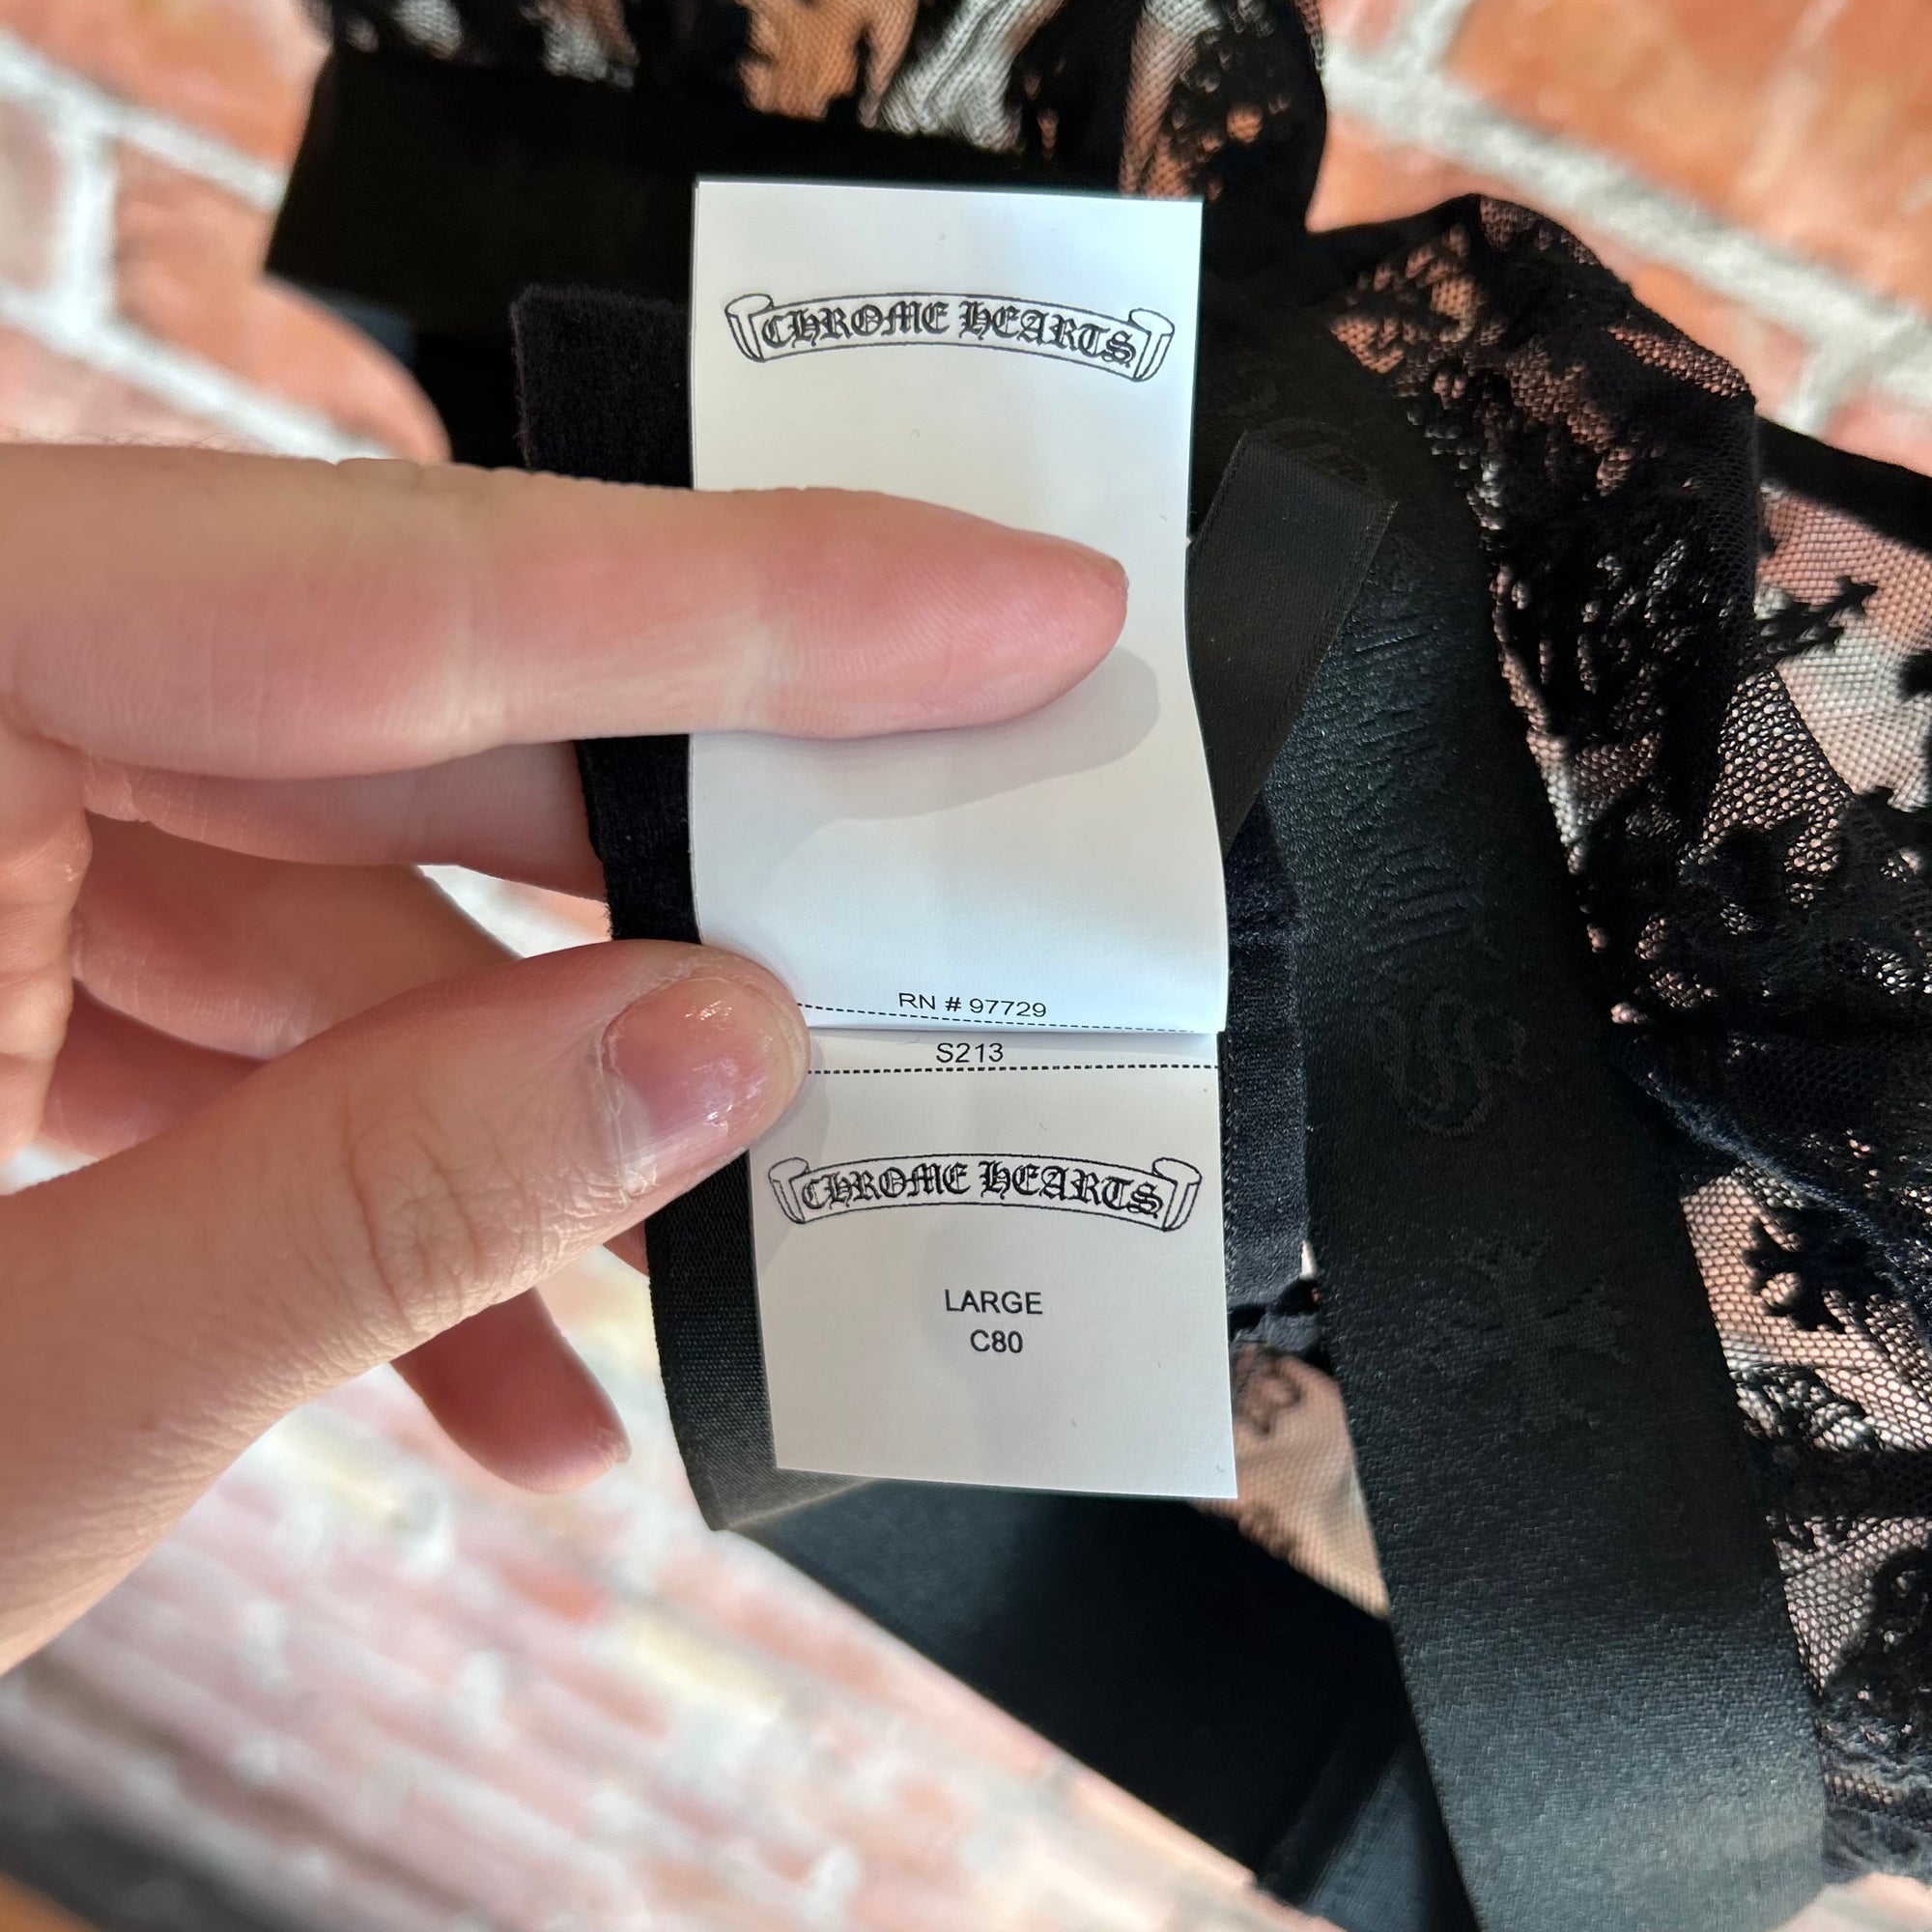 CHROME HEARTS
RN # 97729
S213
CHROME HEARTS
LARGE
C80